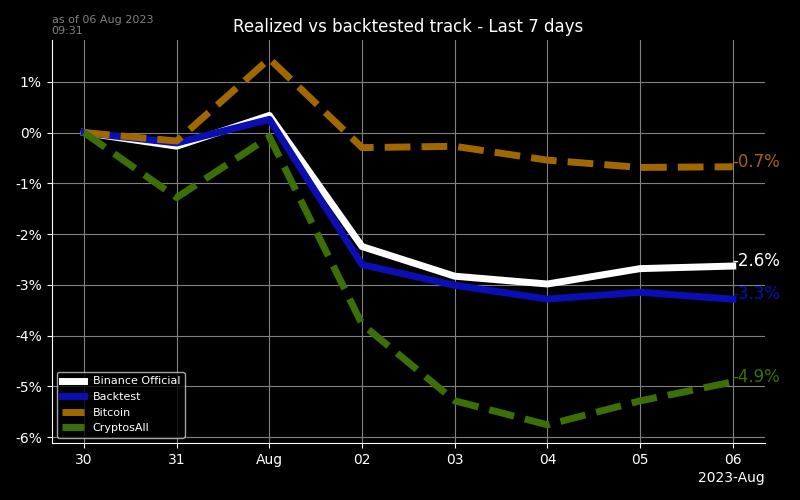 as of 06 Aug 2023
09:31
Realized vs backtested track - Last 7 days
1%
0%
-1%
-2%
-3%
-4%
-5%
-6%
-0.7%
-2.6%
-3.3%
-4.9%
Binance Official
Backtest
Bitcoin
CryptosAll
30 31 Aug 02 03 04 05 06
2023-Aug